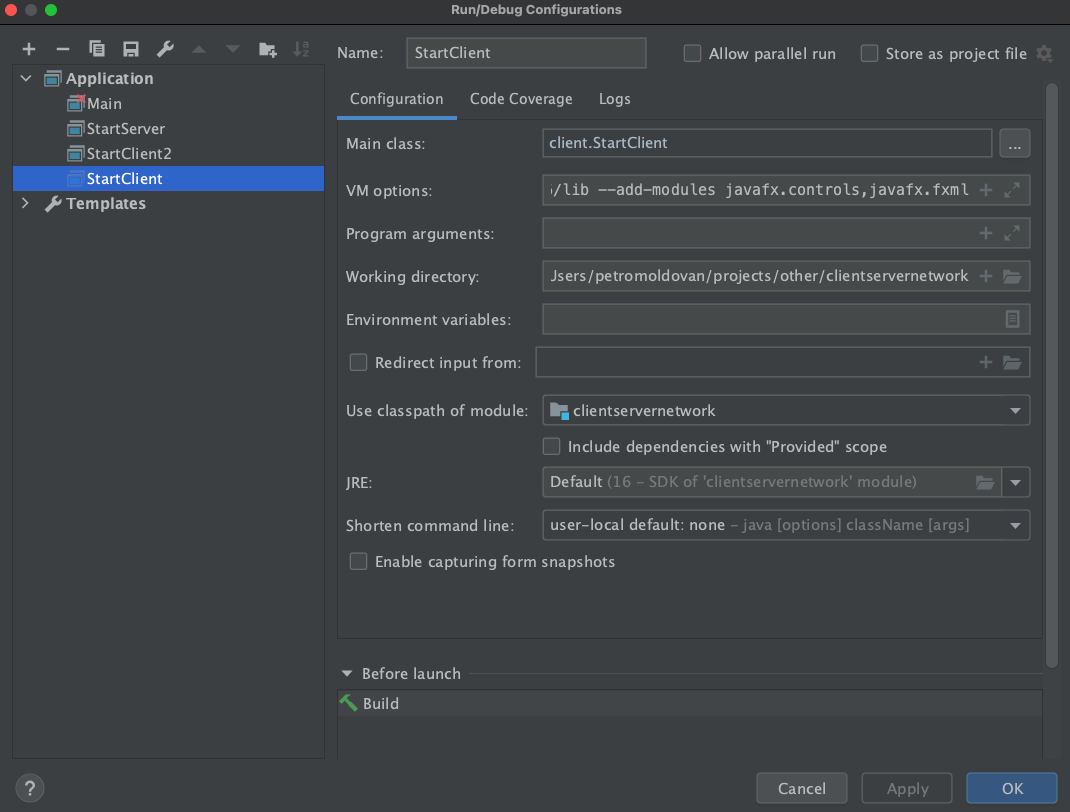 Run/Debug Configurations
Name: StartClient Allow parallel run Store as project file
Application
Main
StartServer
StartClient2
StartClient
Templates
Configuration Code Coverage Logs
Main class: client.StartClient ...
VM options: /lib --add-modules javafx.controls,javafx.fxml
Program arguments:
Working directory: Users/petromoldovan/projects/other/clientservernetwork
Environment variables:
Redirect input from:
Use classpath of module: clientservernetwork
Include dependencies with "Provided" scope
JRE: Default (16 – SDK of 'clientservernetwork' module)
Shorten command line: user-local default: none – java [options] className [args]
Enable capturing form snapshots
Before launch
Build
? Cancel Apply OK